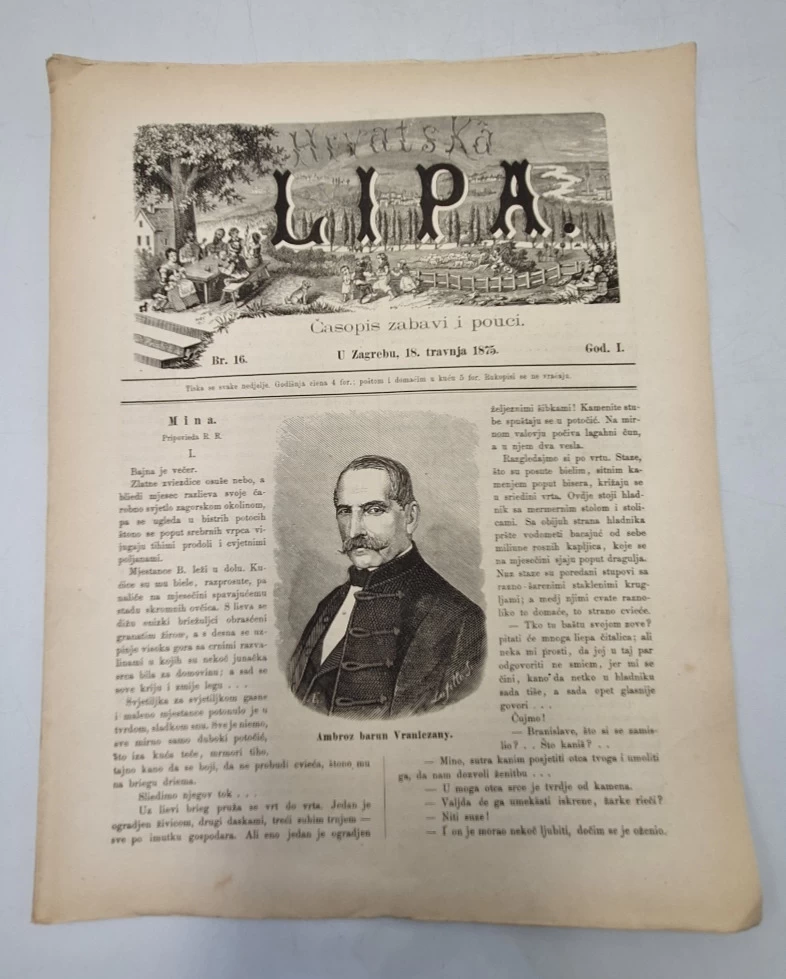 Hrvatska
LIPA.
Časopis zabavi i pouci.
Br. 16.
U Zagrebu, 18. travnja 1875.
God. I.
Tiska se svake nedjelje. Godišnja ciena 4 for.; poštom i domaćim u kuću 5 for. Rukopisi se ne vraćaju.
Mina.
Pripovieda R. R.
I.
Bajna je večer.
Zlatne zviezdice osuše nebo, a
bliedi mjesec razlieva svoje ča-
robno svjetlo zagorskom okolinom,
pa se ugleda u bistrih potocih
štono se poput srebrnih vrpca vi-
jugaju tihimi prodoli i cvjetnimi
poljanami.
Mjestance B. leži u dolu. Ku-
ćice su mu biele, razprosute, pa
naliče na mjesečini spavajućemu
stadu skromnih ovčica. S lieva se
dižu snizki briežuljci obrašćeni
granatim žirom, a s desna se uz-
pinje visoka gora sa crnimi razva-
linami u kojih su nekoč junačka
srca bila za domovinu; a sad se
sove kriju i zmije legu . . .
Svjetiljka za svjetiljkom gasne
i maleno mjestance potonulo je u
tvrdom, sladkom snu. Sve je niemo,
sve mirno samo duboki potočić,
što iza kuća teče, mrmori tiho,
tajno kano da se boji, da ne probudi cvieća, štono mu
na briegu driema.
Sliedimo njegov tok . . .
Uz lievi brieg pruža se vrt do vrta. Jedan je
ogradjen živicom, drugi daskami, treći suhim trnjem —
sve po imutku gospodara. Ali eno jedan je ogradjen
Ambroz barun Vraniczany.
željeznimi šibkami! Kamenite stu-
be spuštaju se u potočić. Na mir-
nom valovju počiva lagahni čun,
a u njem dva vesla.
Razgledajmo si po vrtu. Staze,
što su posute bielim, sitnim ka-
menjem poput bisera, križaju se
u sriedini vrta. Ovdje stoji hlad-
nik sa mermernim stolom i stoli-
cami. Sa obijuh strana hladnika
pršte vodometi bacajuć od sebe
miliune rosnih kapljica, koje se
na mjesečini sjaju poput dragulja.
Nuz staze su poredani stupovi sa
razno-šarenimi staklenimi krug-
ljami; a medj njimi cvate razno-
liko to domaće, to strano cvieće.
— Tko tu baštu svojom zove?
pitati će mnoga liepa čitalica; ali
neka mi prosti, da joj u taj par
odgovoriti ne smiem, jer mi se
čini, kano da netko u hladniku
sada tiše, a sada opet glasnije
govori . . .
Čujmo!
— Branislave, što si se zamis-
lio? . . Što kaniš? . .
— Mino, sutra kanim posjetiti otca tvoga i umoliti
ga, da nam dozvoli ženitbu . . .
— U moga otca srce je tvrdje od kamena.
— Valjda će ga umekšati iskrene, žarke rieči?
— Niti suze!
— I on je morao nekoč ljubiti, dočim se je oženio.